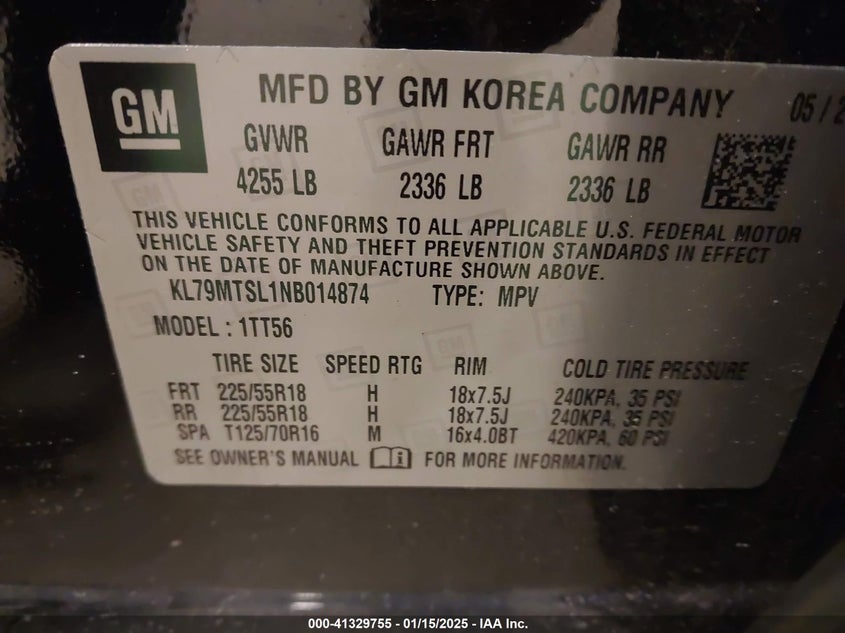 GM
MFD BY GM KOREA COMPANY
05 / 2
GVWR GAWR FRT GAWR RR
4255 LB 2336 LB 2336 LB
THIS VEHICLE CONFORMS TO ALL APPLICABLE U.S. FEDERAL MOTOR
VEHICLE SAFETY AND THEFT PREVENTION STANDARDS IN EFFECT
ON THE DATE OF MANUFACTURE SHOWN ABOVE.
KL79MTSL1NB014874 TYPE: MPV
MODEL : 1TT56
TIRE SIZE SPEED RTG RIM COLD TIRE PRESSURE
FRT 225/55R18 H 18x7.5J 240KPA, 35 PSI
RR 225/55R18 H 18x7.5J 240KPA, 35 PSI
SPA T125/70R16 M 16x4.0BT 420KPA, 60 PSI
SEE OWNER'S MANUAL i FOR MORE INFORMATION.
000-41329755 - 01/15/2025 - IAA Inc.